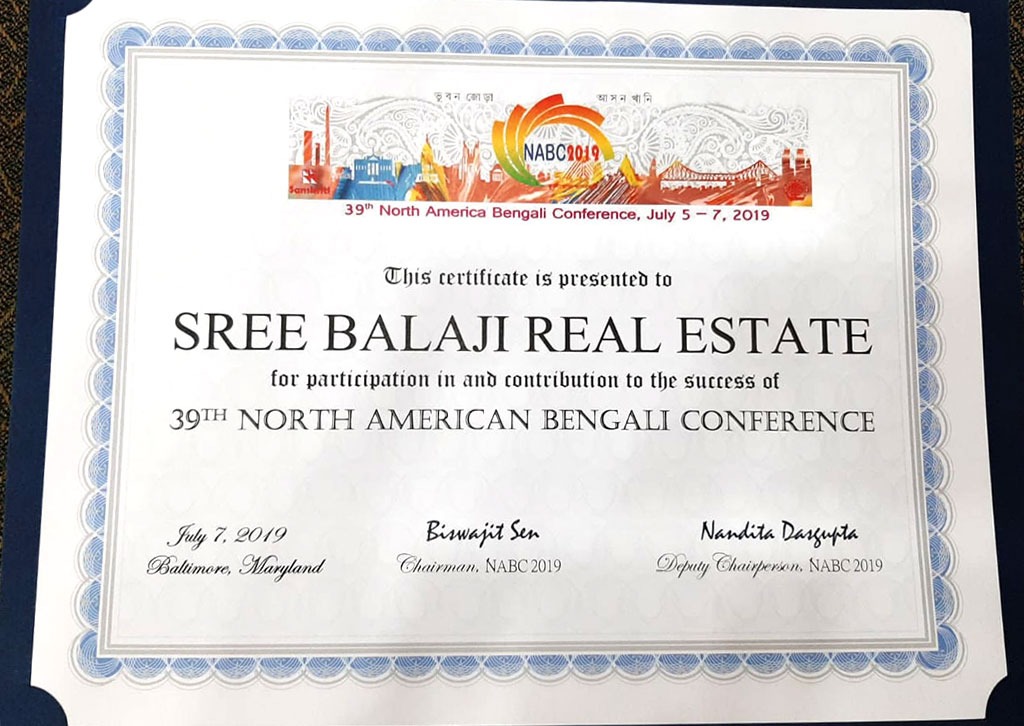 ভুবন জোড়া আসন খানি
NABC2019
Sanskriti
39th North America Bengali Conference, July 5 – 7, 2019
This certificate is presented to
SREE BALAJI REAL ESTATE
for participation in and contribution to the success of
39TH NORTH AMERICAN BENGALI CONFERENCE
July 7, 2019 Biswajit Sen Nandita Dasgupta
Baltimore, Maryland Chairman, NABC 2019 Deputy Chairperson, NABC 2019